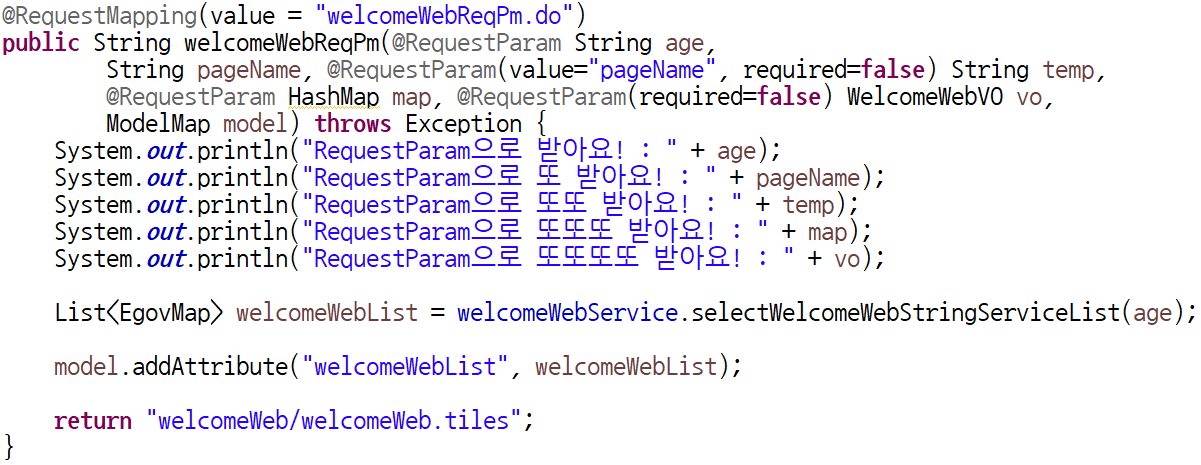 @RequestMapping(value = "welcomeWebReqPm.do")
public String welcomeWebReqPm(@RequestParam String age,
        String pageName, @RequestParam(value="pageName", required=false) String temp,
        @RequestParam HashMap map, @RequestParam(required=false) WelcomeWebVO vo,
        ModelMap model) throws Exception {
    System.out.println("RequestParam으로 받아요! : " + age);
    System.out.println("RequestParam으로 또 받아요! : " + pageName);
    System.out.println("RequestParam으로 또또 받아요! : " + temp);
    System.out.println("RequestParam으로 또또또 받아요! : " + map);
    System.out.println("RequestParam으로 또또또또 받아요! : " + vo);

    List<EgovMap> welcomeWebList = welcomeWebService.selectWelcomeWebStringServiceList(age);

    model.addAttribute("welcomeWebList", welcomeWebList);

    return "welcomeWeb/welcomeWeb.tiles";
}